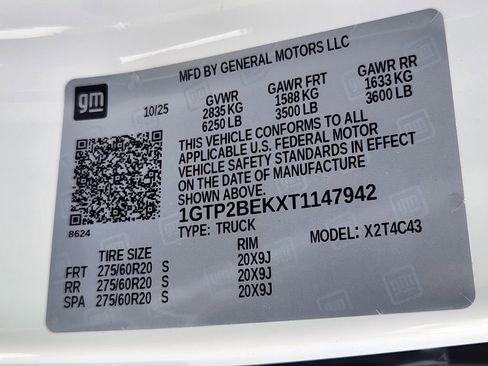 MFD BY GENERAL MOTORS LLC
gm
10/25
GVWR GAWR FRT GAWR RR
2835 KG 1588 KG 1633 KG
6250 LB 3500 LB 3600 LB
THIS VEHICLE CONFORMS TO ALL
APPLICABLE U.S. FEDERAL MOTOR
VEHICLE SAFETY STANDARDS IN EFFECT
ON THE DATE OF MANUFACTURE
SHOWN ABOVE.
1GTP2BEKXT1147942
TYPE: TRUCK MODEL: X2T4C43
8624
TIRE SIZE RIM
FRT 275/60R20 S 20X9J
RR 275/60R20 S 20X9J
SPA 275/60R20 S 20X9J